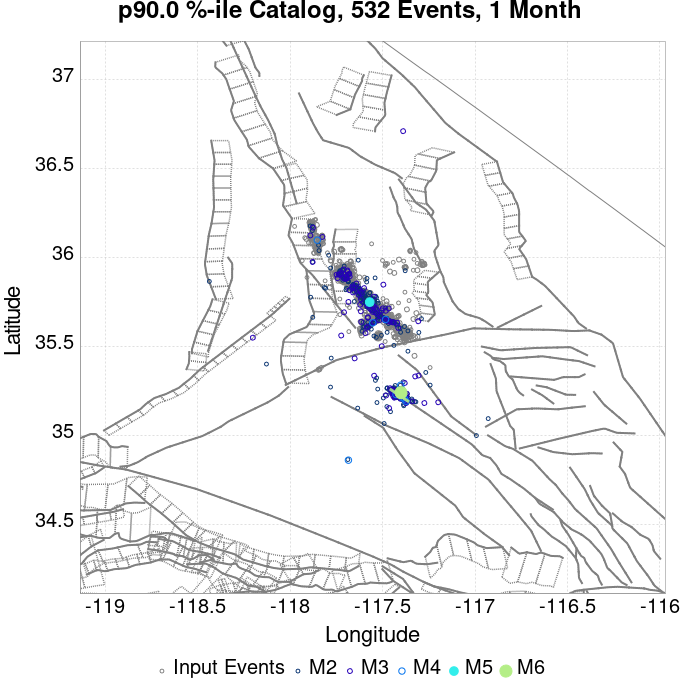 p90.0 %-ile Catalog, 532 Events, 1 Month
37
36.5
36
35.5
35
34.5
Latitude
-119 -118.5 -118 -117.5 -117 -116.5 -116
Longitude
Input Events M2 M3 M4 M5 M6